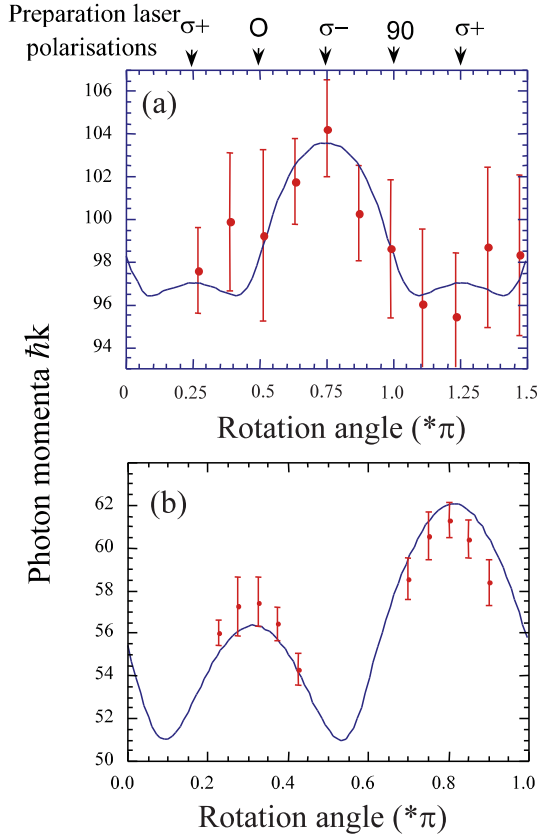 Preparation laser
polarisations
σ+ O σ− 90 σ+
(a)
106
104
102
100
98
96
94
0 0.25 0.5 0.75 1.0 1.25 1.5
Rotation angle (*π)
Photon momenta ħk
(b)
62
60
58
56
54
52
50
0.0 0.2 0.4 0.6 0.8 1.0
Rotation angle (*π)